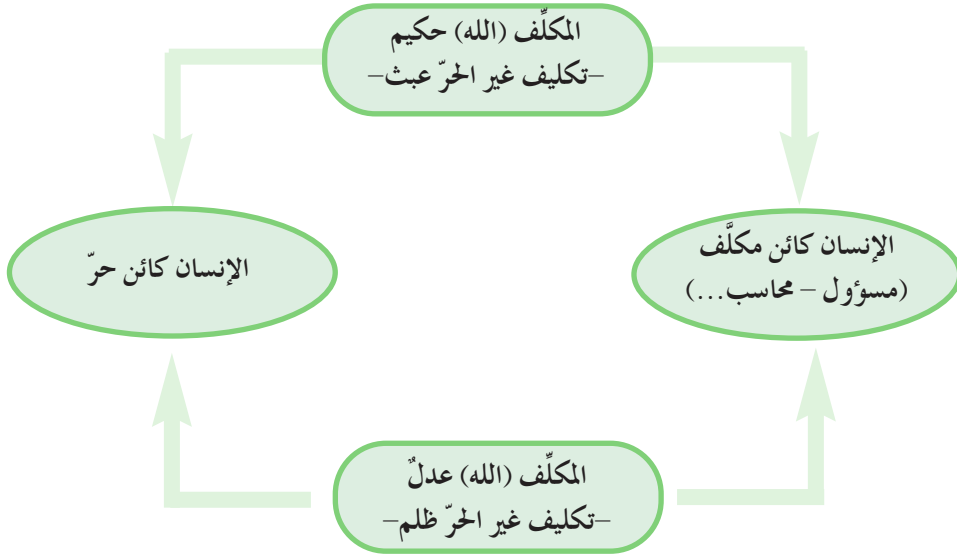 المكلِّف (الله) حكيم
–تكليف غير الحرّ عبث–
الإنسان كائن مكلَّف
(مسؤول – محاسب...)
الإنسان كائن حرّ
المكلِّف (الله) عدلٌ
–تكليف غير الحرّ ظلم–